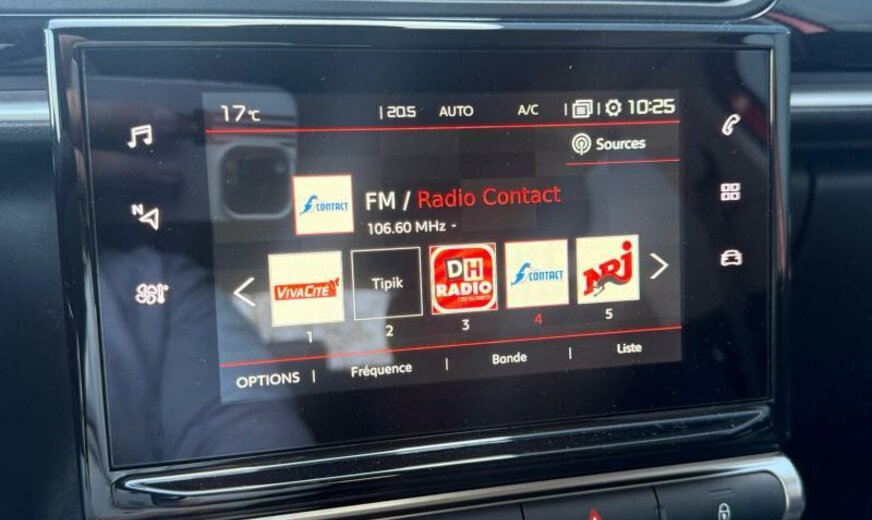 17°C | 20.5 AUTO A/C | | 10:25
Sources
CONTACT FM / Radio Contact
106.60 MHz
N
VIVACITÉ Tipik DH RADIO CONTACT NRJ
1 2 3 4 5
OPTIONS | Fréquence | Bande | Liste